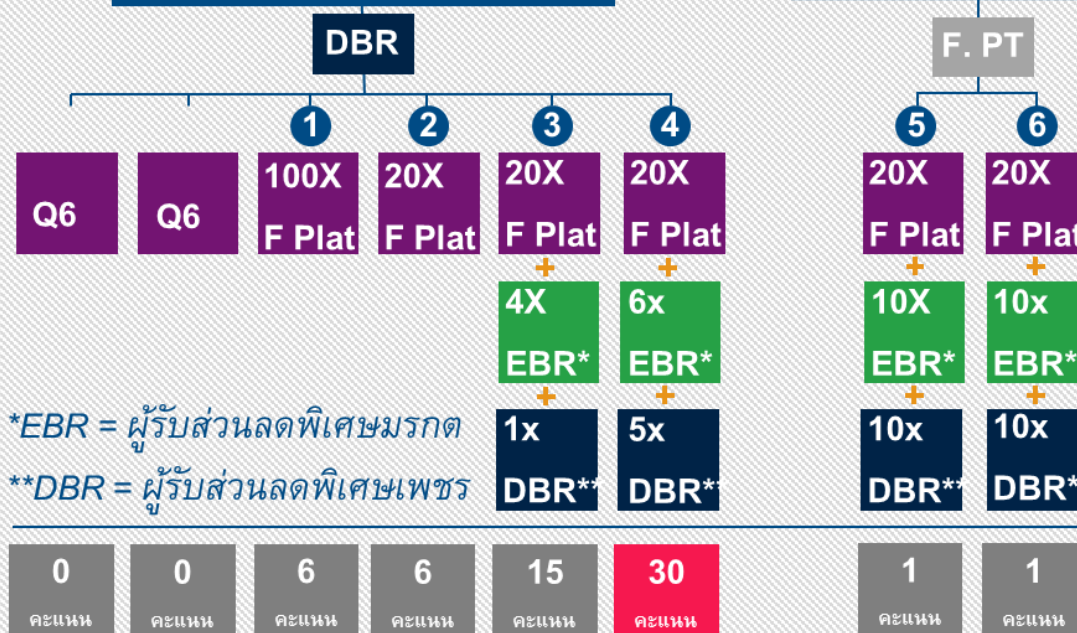 DBR
F. PT
1 2 3 4 5 6
Q6
Q6
100X
F Plat
20X
F Plat
20X
F Plat
20X
F Plat
20X
F Plat
20X
F Plat
+ + + +
4X
EBR*
6x
EBR*
10X
EBR*
10x
EBR*
+ + + +
*EBR = ผู้รับส่วนลดพิเศษมรกต
**DBR = ผู้รับส่วนลดพิเศษเพชร
1x
DBR**
5x
DBR*
10x
DBR**
10x
DBR*
0
คะแนน
0
คะแนน
6
คะแนน
6
คะแนน
15
คะแนน
30
คะแนน
1
คะแนน
1
คะแนน